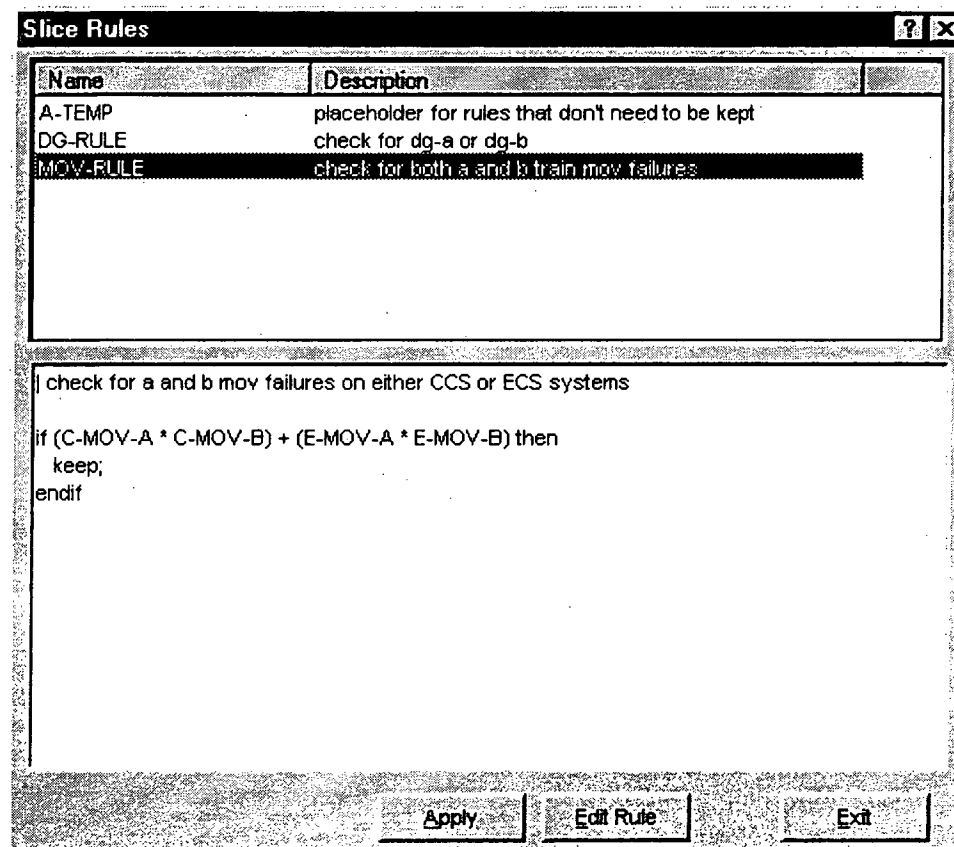 Slice Rules ? X
Name Description
A-TEMP placeholder for rules that don't need to be kept
DG-RULE check for dg-a or dg-b
MOV-RULE check for both a and b train mov failures
| check for a and b mov failures on either CCS or ECS systems
if (C-MOV-A * C-MOV-B) + (E-MOV-A * E-MOV-B) then
keep;
endif
Apply Edit Rule Exit